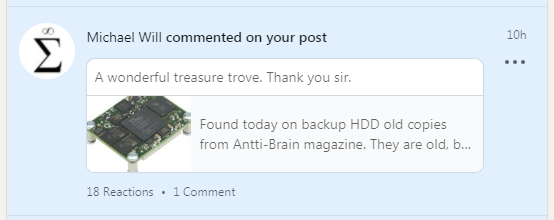 Michael Will commented on your post
10h
A wonderful treasure trove. Thank you sir.
Found today on backup HDD old copies
from Antti-Brain magazine. They are old, b...
18 Reactions • 1 Comment